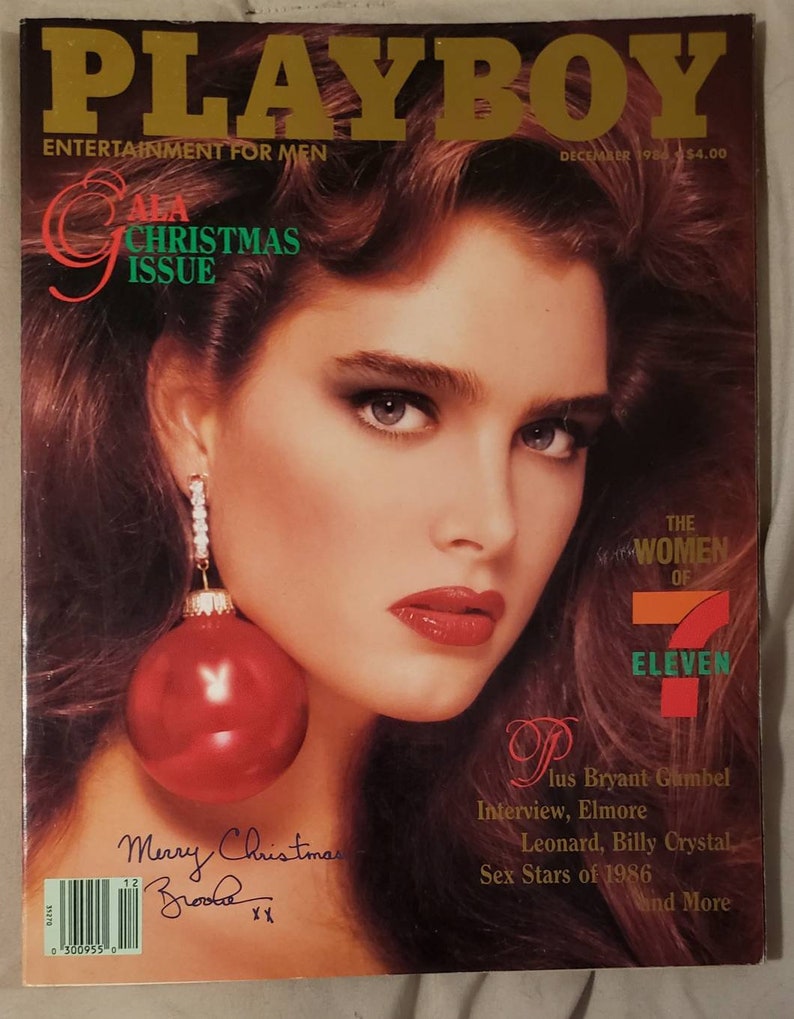 PLAYBOY
ENTERTAINMENT FOR MEN
DECEMBER 1986 • $4.00
GALA
CHRISTMAS
ISSUE
THE
WOMEN
OF
7
ELEVEN
Plus Bryant Gumbel
Interview, Elmore
Leonard, Billy Crystal,
Sex Stars of 1986
and More
Merry Christmas
Brooke
xx
12
35270
0 300955 0